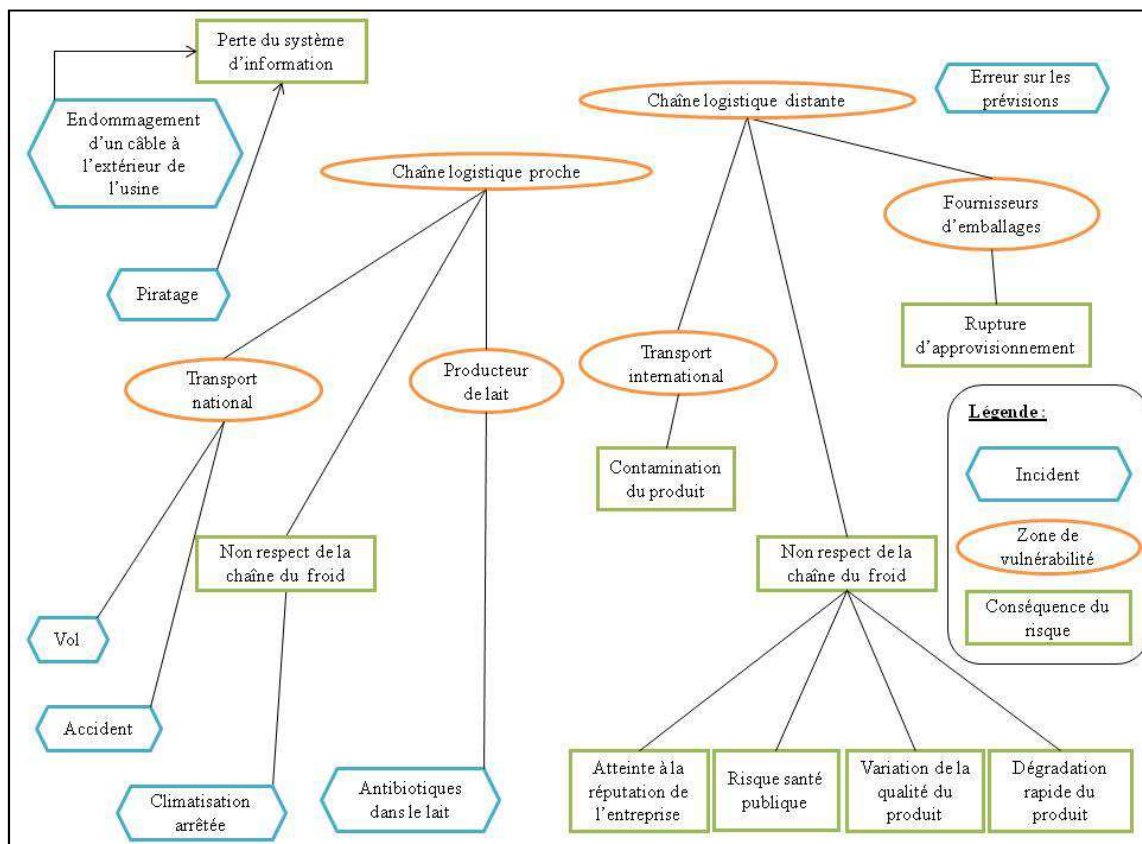 Perte du système
d'information
Endommagement
d'un câble à
l'extérieur de
l'usine
Piratage
Chaîne logistique proche
Chaîne logistique distante
Erreur sur les
prévisions
Fournisseurs
d'emballages
Rupture
d'approvisionnement
Transport
national
Producteur
de lait
Transport
international
Contamination
du produit
Non respect de la
chaîne du froid
Non respect de la
chaîne du froid
Légende :
Incident
Zone de
vulnérabilité
Conséquence du
risque
Vol
Accident
Climatisation
arrêtée
Antibiotiques
dans le lait
Atteinte à la
réputation de
l'entreprise
Risque santé
publique
Variation de la
qualité du
produit
Dégradation
rapide du
produit